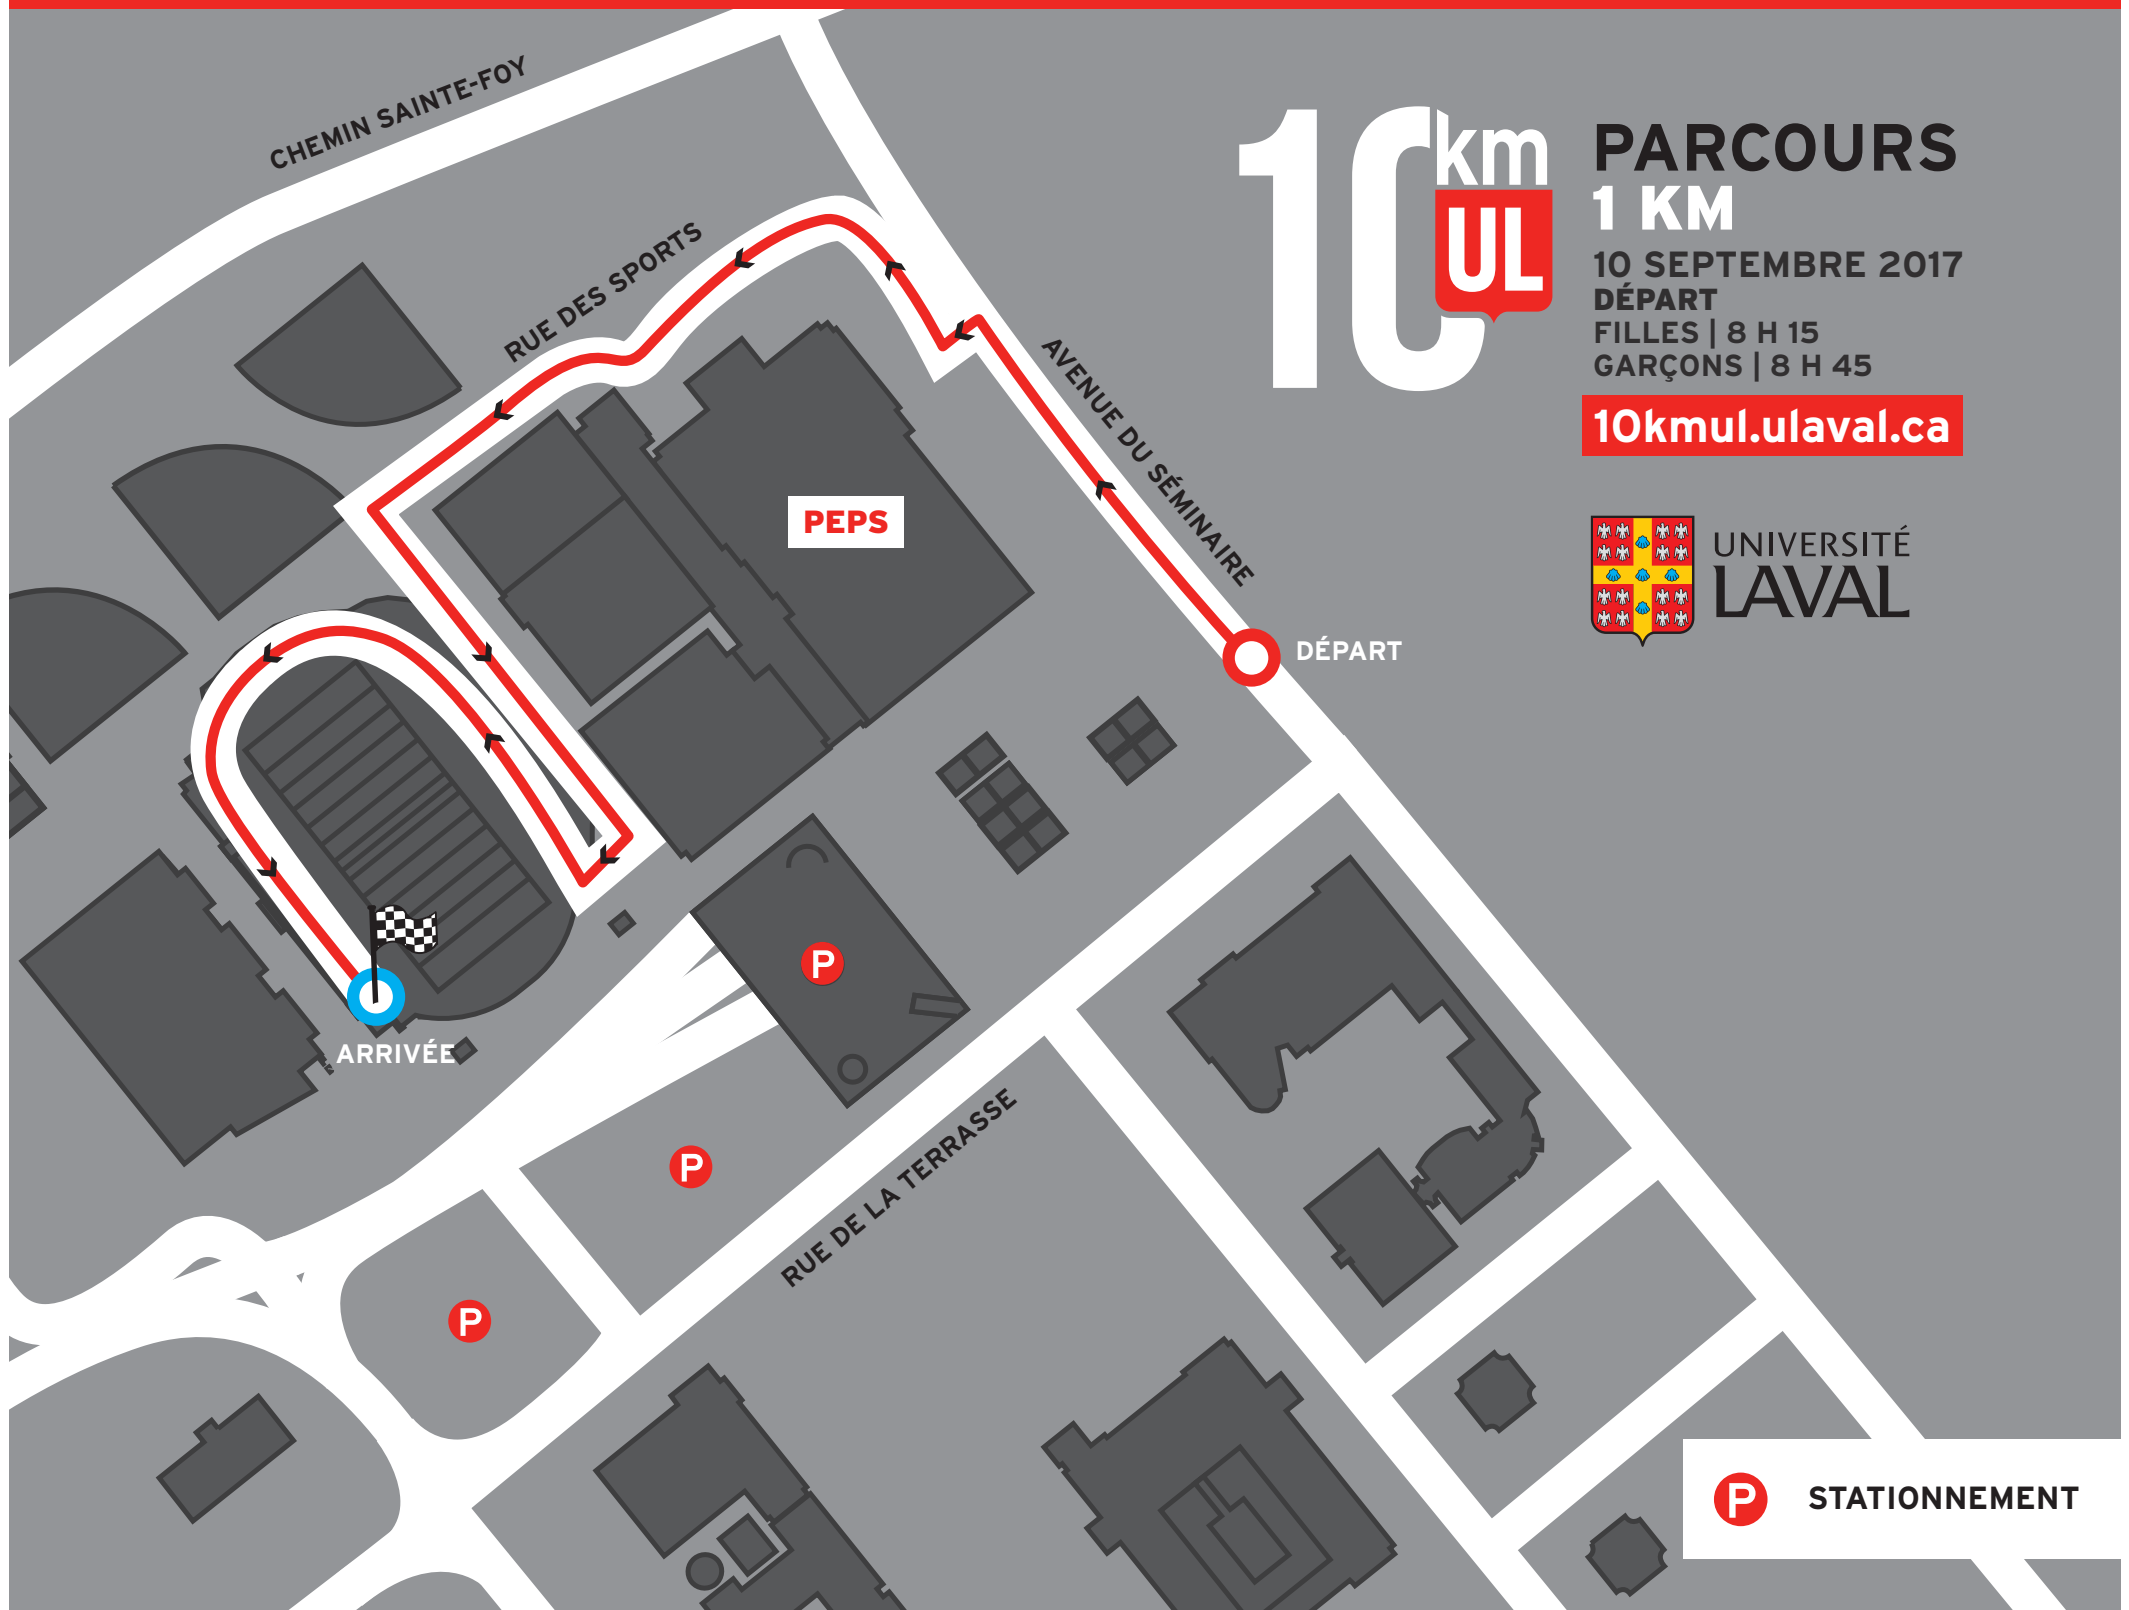 CHEMIN SAINTE-FOY
RUE DES SPORTS
AVENUE DU SÉMINAIRE
10 km
UL
PARCOURS
1 KM
10 SEPTEMBRE 2017
DÉPART
FILLES | 8 H 15
GARÇONS | 8 H 45
10kmul.ulaval.ca
UNIVERSITÉ
LAVAL
PEPS
DÉPART
P
ARRIVÉE
P
RUE DE LA TERRASSE
P
P STATIONNEMENT